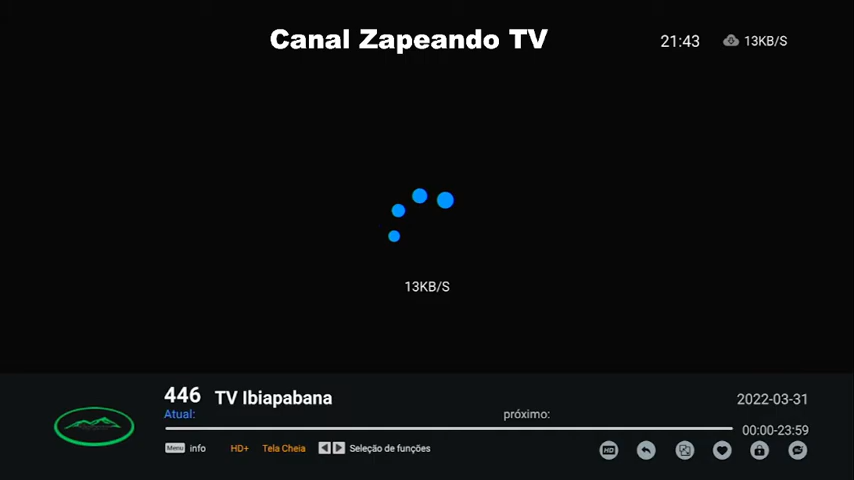 Canal Zapeando TV
21:43 13KB/S
13KB/S
446 TV Ibiapabana
2022-03-31
Atual: próximo:
00:00-23:59
Menu info HD+ Tela Cheia Seleção de funções
HD